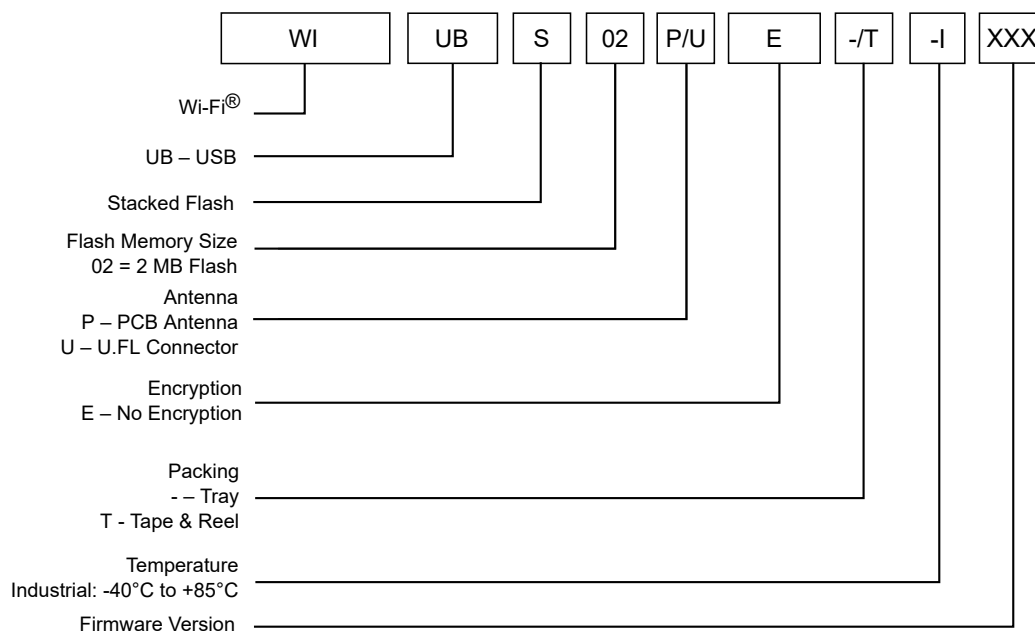 WI UB S 02 P/U E -/T -I XXX
Wi-Fi®
UB – USB
Stacked Flash
Flash Memory Size
02 = 2 MB Flash
Antenna
P – PCB Antenna
U – U.FL Connector
Encryption
E – No Encryption
Packing
- – Tray
T - Tape & Reel
Temperature
Industrial: -40°C to +85°C
Firmware Version